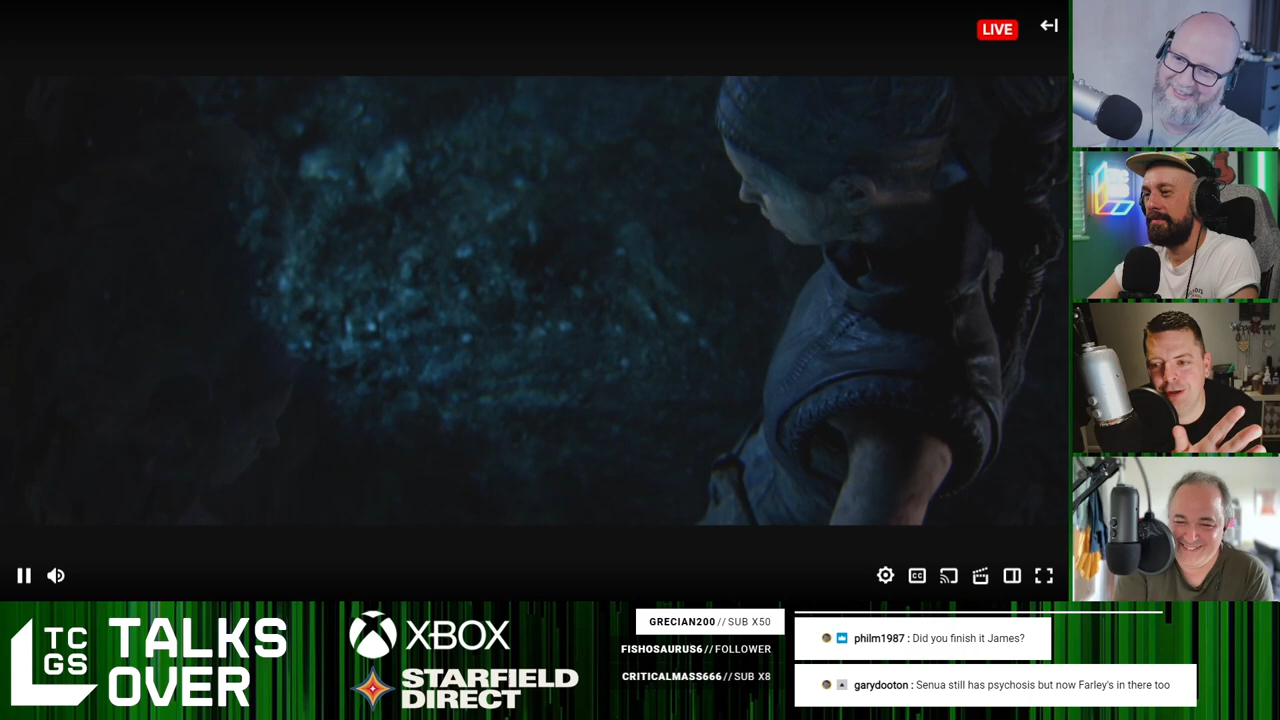 LIVE
CC
TC
GS
TALKS
OVER
XBOX
STARFIELD
DIRECT
GRECIAN200 // SUB X50
FISHOSAURUS6 // FOLLOWER
CRITICALMASS666 // SUB X8
philm1987 : Did you finish it James?
garydooton : Senua still has psychosis but now Farley's in there too